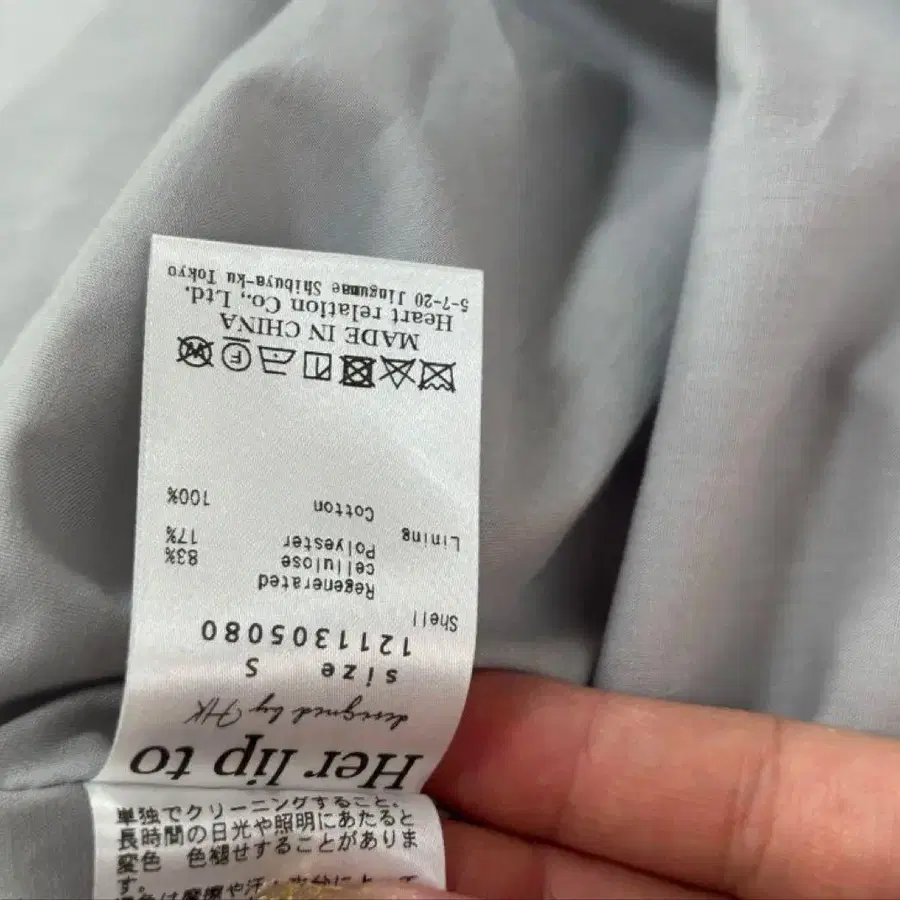 Her lip to
designed by HK
size S
1211305080
Shell
Regenerated
cellulose 83%
Polyester 17%
Lining
Cotton 100%
MADE IN CHINA
Heart relation Co., Ltd.
5-7-20 Jingumae Shibuya-ku Tokyo
単独でクリーニングすること、
長時間の日光や照明にあたると
変色 色褪せすることがありま
す。